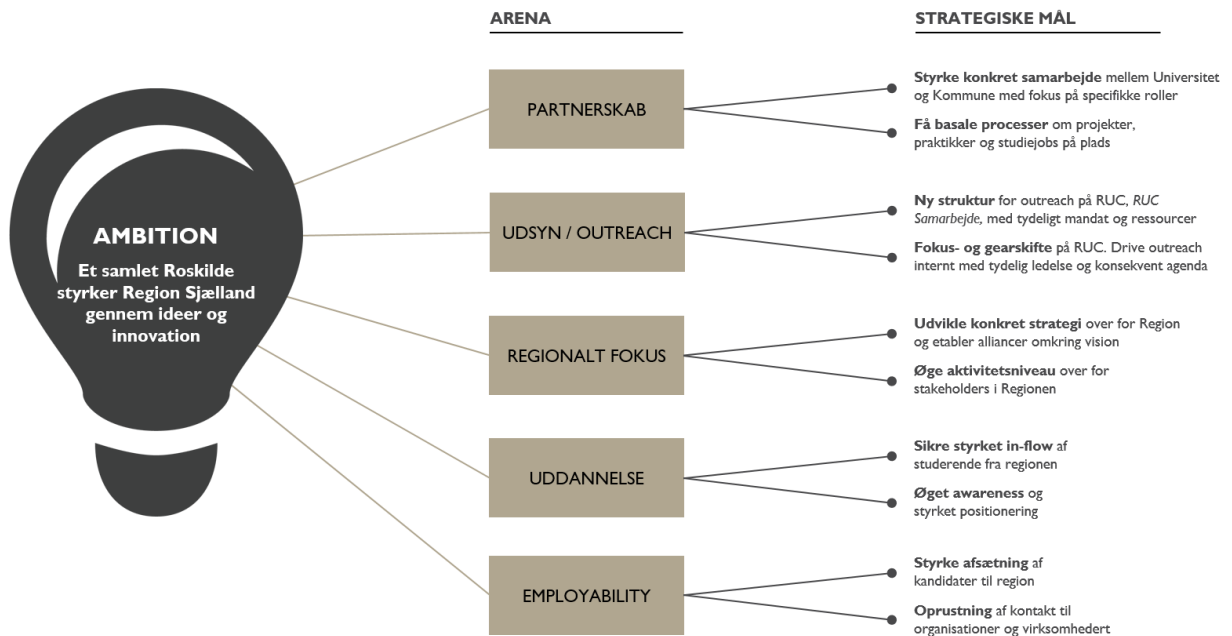 ARENA
STRATEGISKE MÅL
AMBITION
Et samlet Roskilde
styrker Region Sjælland
gennem ideer og
innovation
PARTNERSKAB
Styrke konkret samarbejde mellem Universitet
og Kommune med fokus på specifikke roller
Få basale processer om projekter,
praktikker og studiejobs på plads
UDSYN / OUTREACH
Ny struktur for outreach på RUC, RUC
Samarbejde, med tydeligt mandat og ressourcer
Fokus- og gearskifte på RUC. Drive outreach
internt med tydelig ledelse og konsekvent agenda
REGIONALT FOKUS
Udvikle konkret strategi over for Region
og etabler alliancer omkring vision
Øge aktivitetsniveau over for
stakeholders i Regionen
UDDANNELSE
Sikre styrket in-flow af
studerende fra regionen
Øget awareness og
styrket positionering
EMPLOYABILITY
Styrke afsætning af
kandidater til region
Oprustning af kontakt til
organisationer og virksomhedert